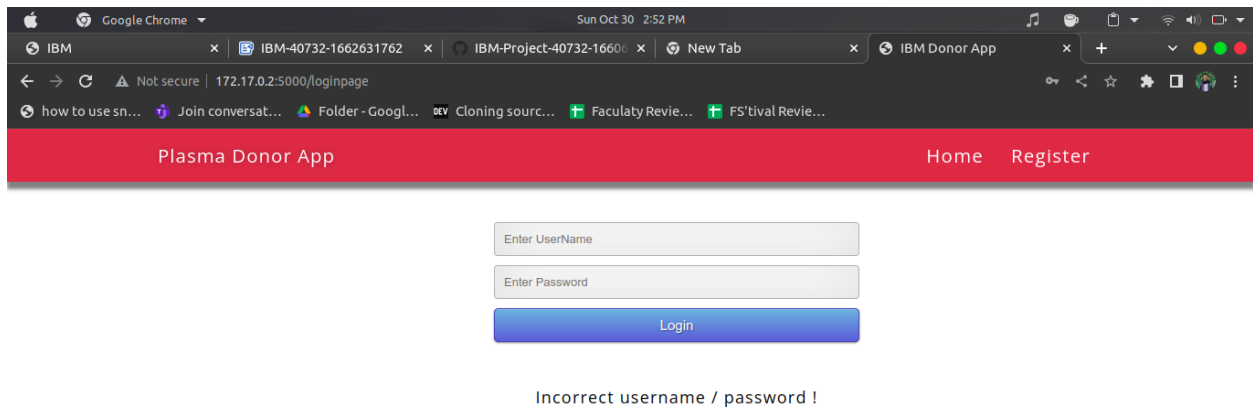 Google Chrome Sun Oct 30 2:52 PM
IBM IBM-40732-1662631762 IBM-Project-40732-16606 New Tab IBM Donor App
Not secure | 172.17.0.2:5000/loginpage
how to use sn... Join conversat... Folder - Googl... DEV Cloning sourc... Faculaty Revie... FS'tival Revie...
Plasma Donor App Home Register
Enter UserName
Enter Password
Login
Incorrect username / password !